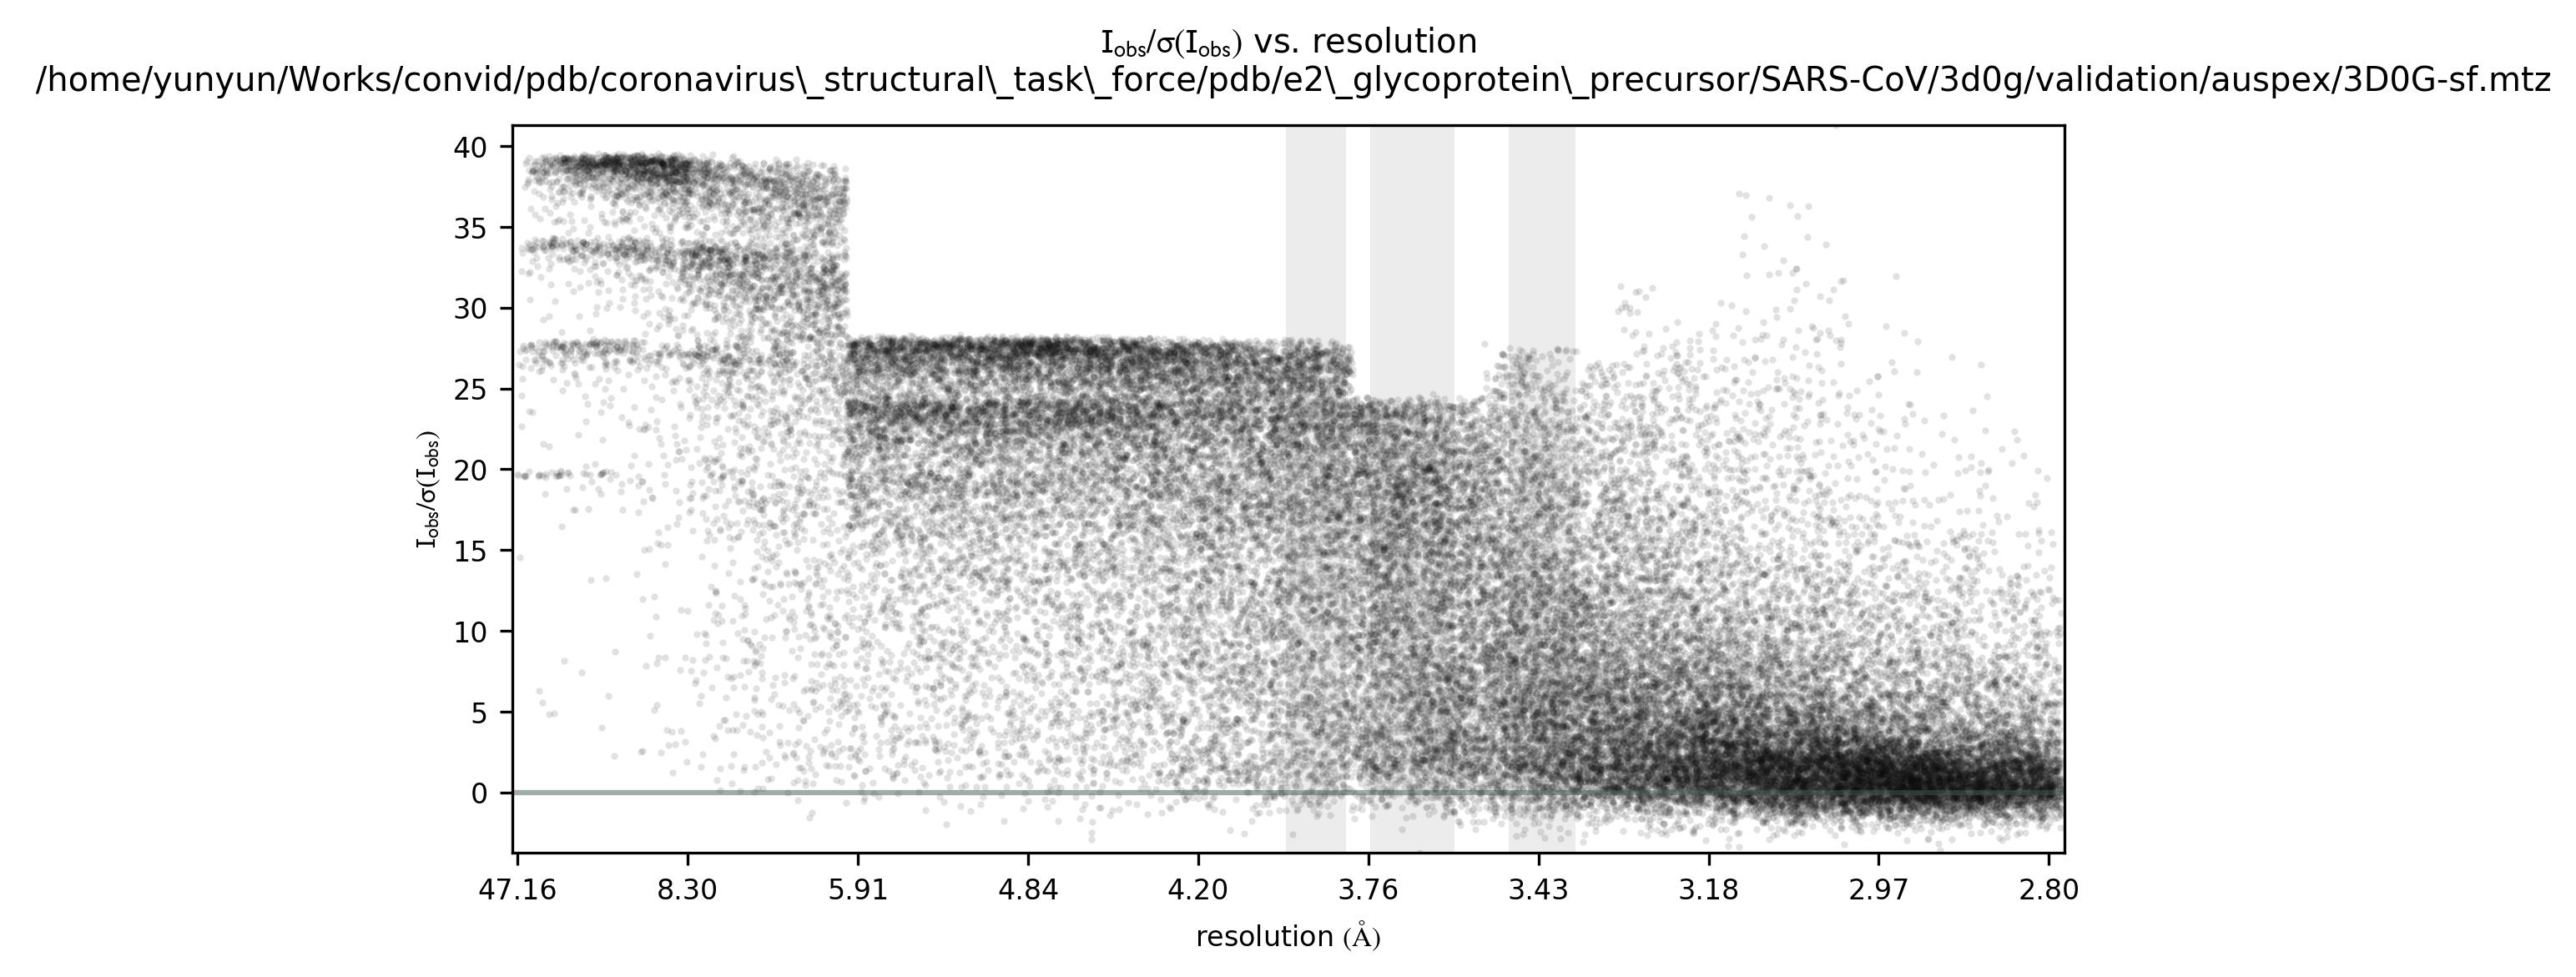 Iobs/σ(Iobs) vs. resolution
/home/yunyun/Works/convid/pdb/coronavirus\_structural\_task\_force/pdb/e2\_glycoprotein\_precursor/SARS-CoV/3d0g/validation/auspex/3D0G-sf.mtz
40
35
30
25
20
15
10
5
0
Iobs/σ(Iobs)
47.16 8.30 5.91 4.84 4.20 3.76 3.43 3.18 2.97 2.80
resolution (Å)